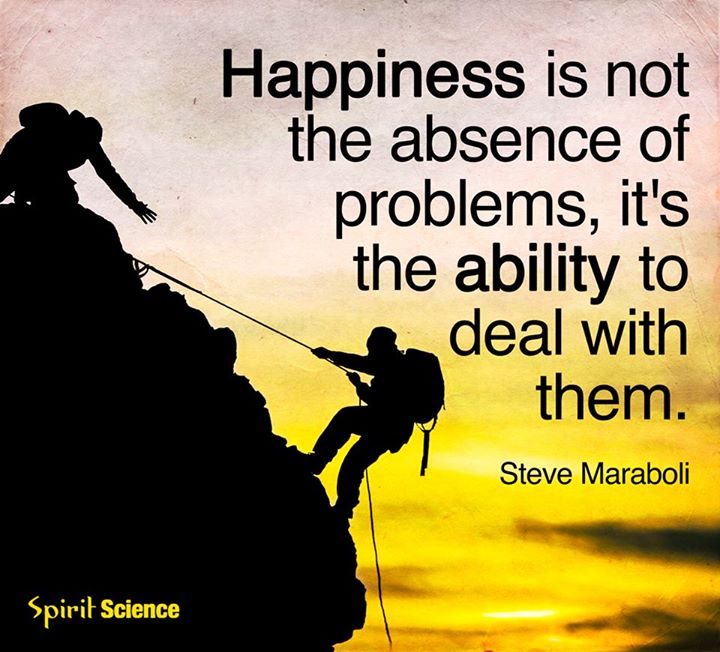 Happiness is not
the absence of
problems, it's
the ability to
deal with
them.
Steve Maraboli
Spirit Science